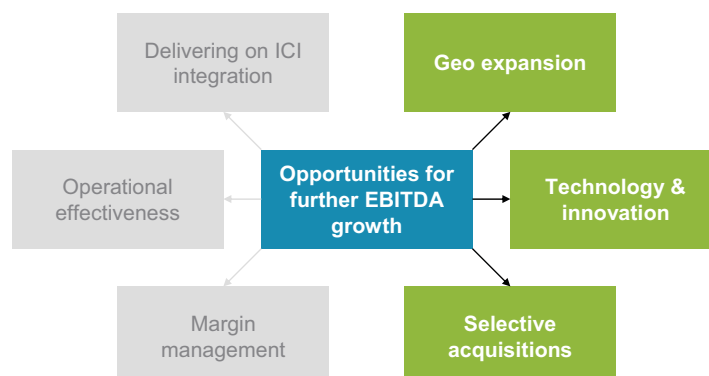 Delivering on ICI
integration
Geo expansion
Operational
effectiveness
Opportunities for
further EBITDA
growth
Technology &
innovation
Margin
management
Selective
acquisitions